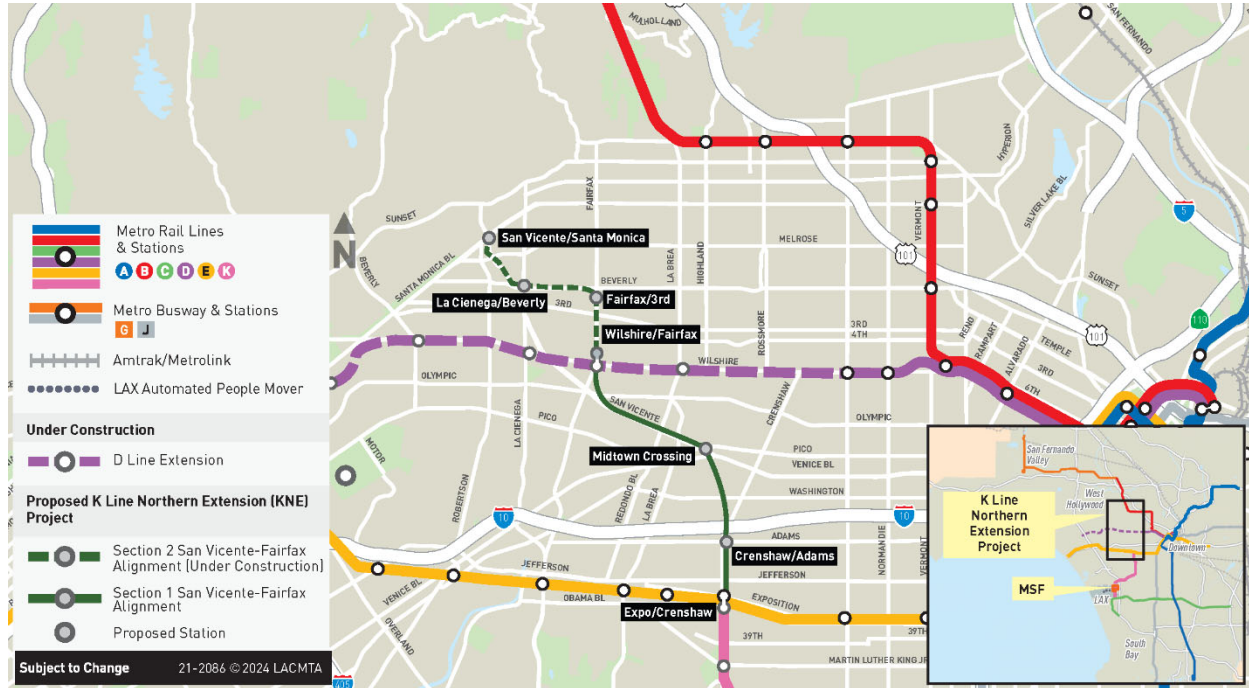 MULHOLLAND
SAN FERNANDO
HYPERION
SILVER LAKE BL
5
SUNSET
FAIRFAX
VERMONT
101
San Vicente/Santa Monica
MELROSE
LA BREA
HIGHLAND
BEVERLY
SANTA MONICA BL
La Cienega/Beverly
BEVERLY
Fairfax/3rd
3RD
Wilshire/Fairfax
ROSSMORE
3RD
4TH
SUNSET
110
101
RENO
RAMPART
ALVARADO
TEMPLE
3RD
6TH
WILSHIRE
OLYMPIC
SAN VICENTE
CRENSHAW
OLYMPIC
LA CIENEGA
PICO
Midtown Crossing
PICO
VENICE BL
MOTOR
ROBERTSON
REDONDO BL
LA BREA
WASHINGTON
10
10
ADAMS
Crenshaw/Adams
NORMANDIE
VERMONT
JEFFERSON
JEFFERSON
VENICE BL
OBAMA BL
EXPOSITION
Expo/Crenshaw
OVERLAND
39TH
39TH
MARTIN LUTHER KING JR
405
N
Metro Rail Lines
& Stations
A B C D E K
Metro Busway & Stations
G J
Amtrak/Metrolink
LAX Automated People Mover
Under Construction
D Line Extension
Proposed K Line Northern Extension (KNE)
Project
Section 2 San Vicente-Fairfax
Alignment [Under Construction]
Section 1 San Vicente-Fairfax
Alignment
Proposed Station
Subject to Change 21-2086 © 2024 LACMTA
San Fernando
Valley
West
Hollywood
K Line
Northern
Extension
Project
Downtown
MSF
LAX
South
Bay